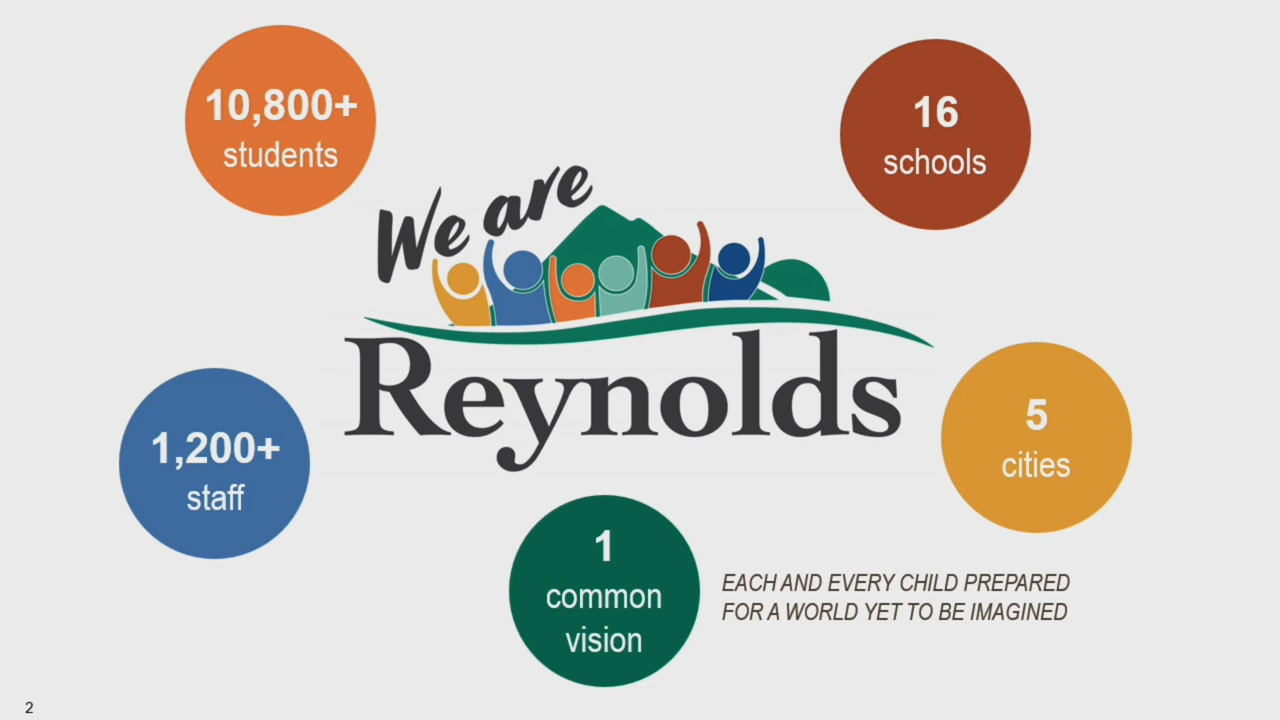 10,800+
students
16
schools
We are
Reynolds
1,200+
staff
5
cities
1
common
vision
EACH AND EVERY CHILD PREPARED
FOR A WORLD YET TO BE IMAGINED
2